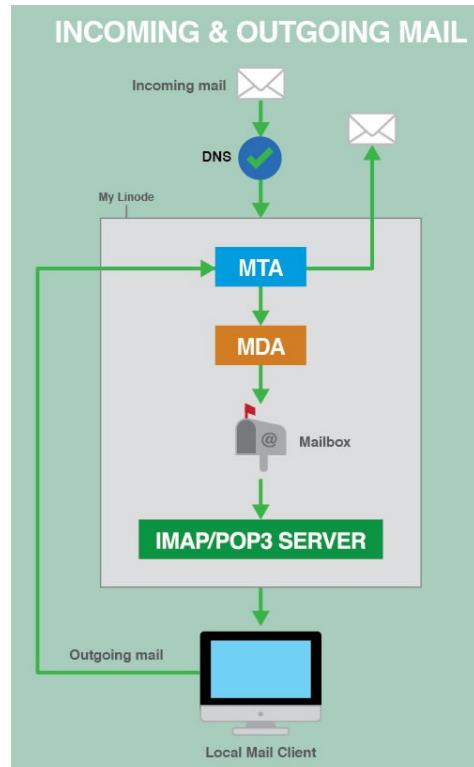 INCOMING & OUTGOING MAIL
Incoming mail
DNS
My Linode
MTA
MDA
@
Mailbox
IMAP/POP3 SERVER
Outgoing mail
Local Mail Client